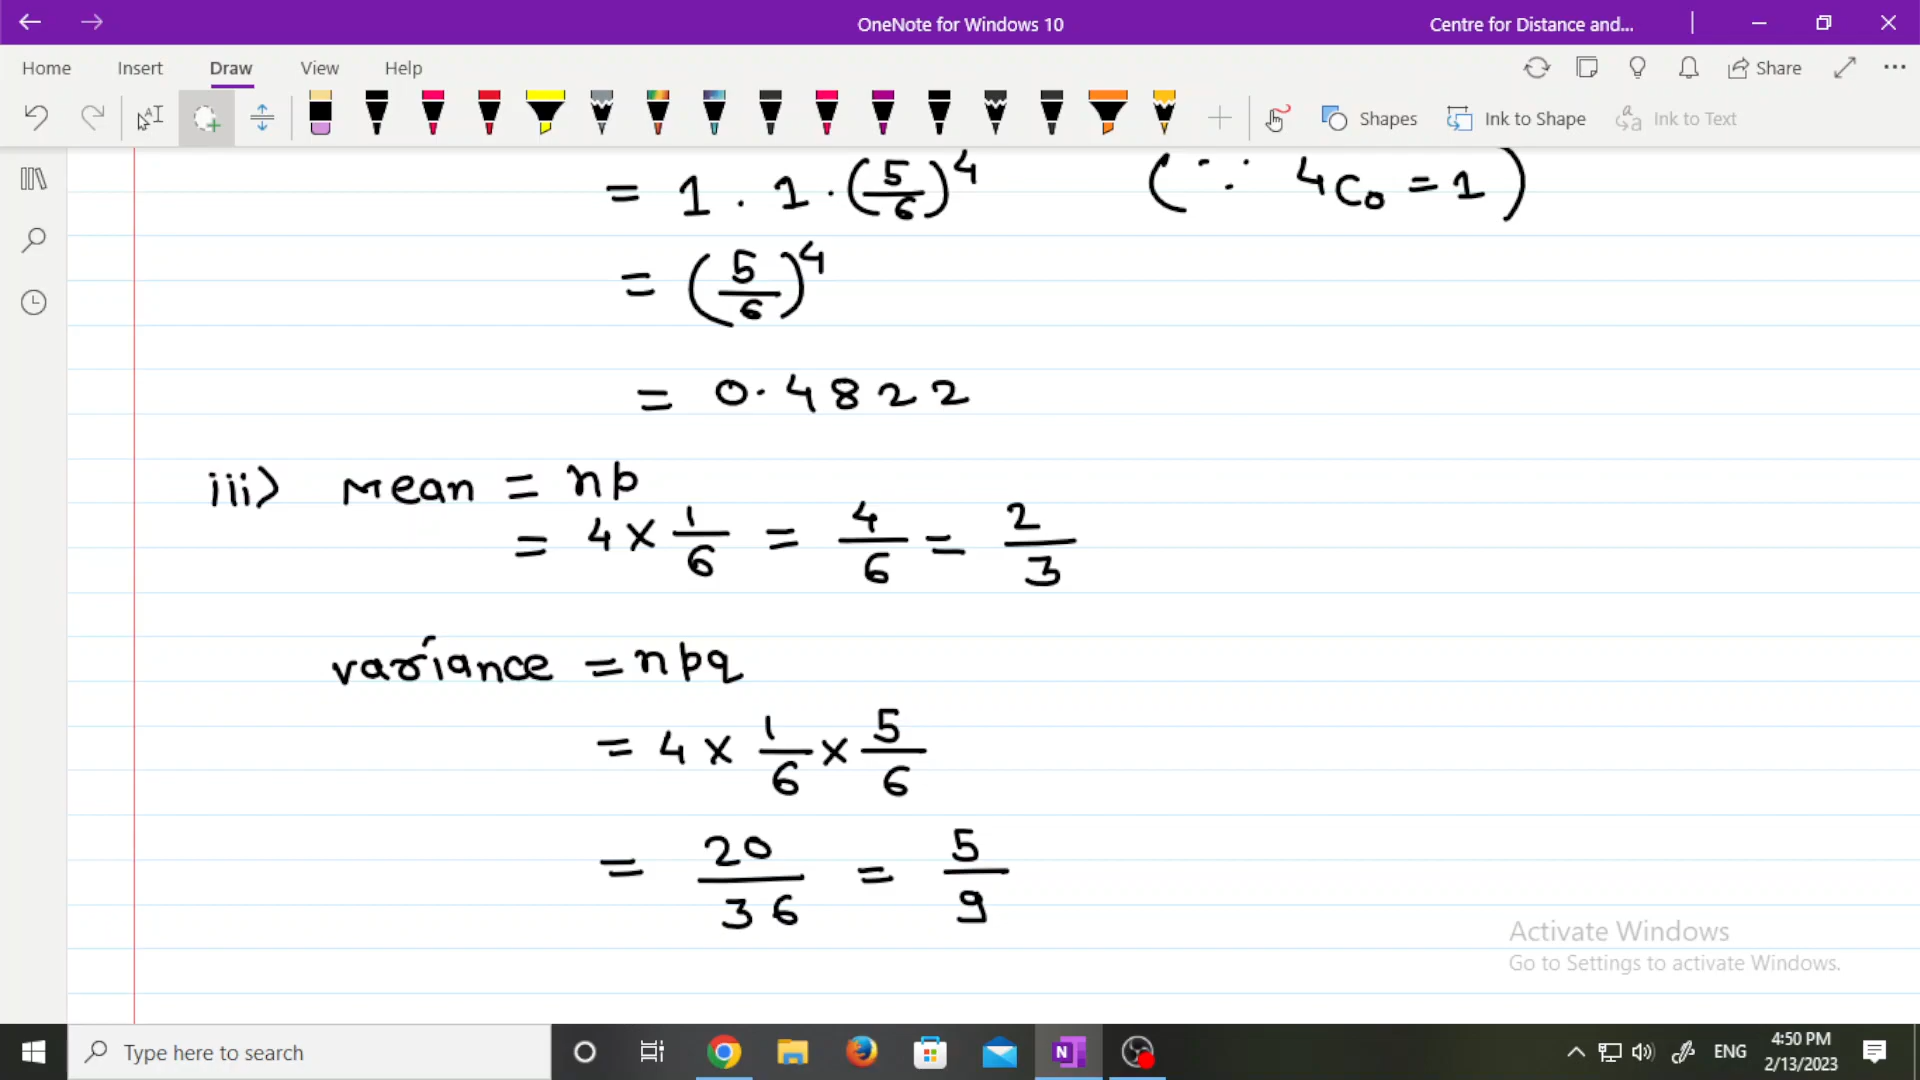 OneNote for Windows 10 Centre for Distance and...
Home Insert Draw View Help Share
Shapes Ink to Shape Ink to Text
= 1 . 1 . (5/6)^4 (∵ 4C0 = 1)
= (5/6)^4
= 0.4822
iii) Mean = np
= 4 × 1/6 = 4/6 = 2/3
variance = npq
= 4 × 1/6 × 5/6
= 20/36 = 5/9
Activate Windows
Go to Settings to activate Windows.
Type here to search ENG 4:50 PM
2/13/2023